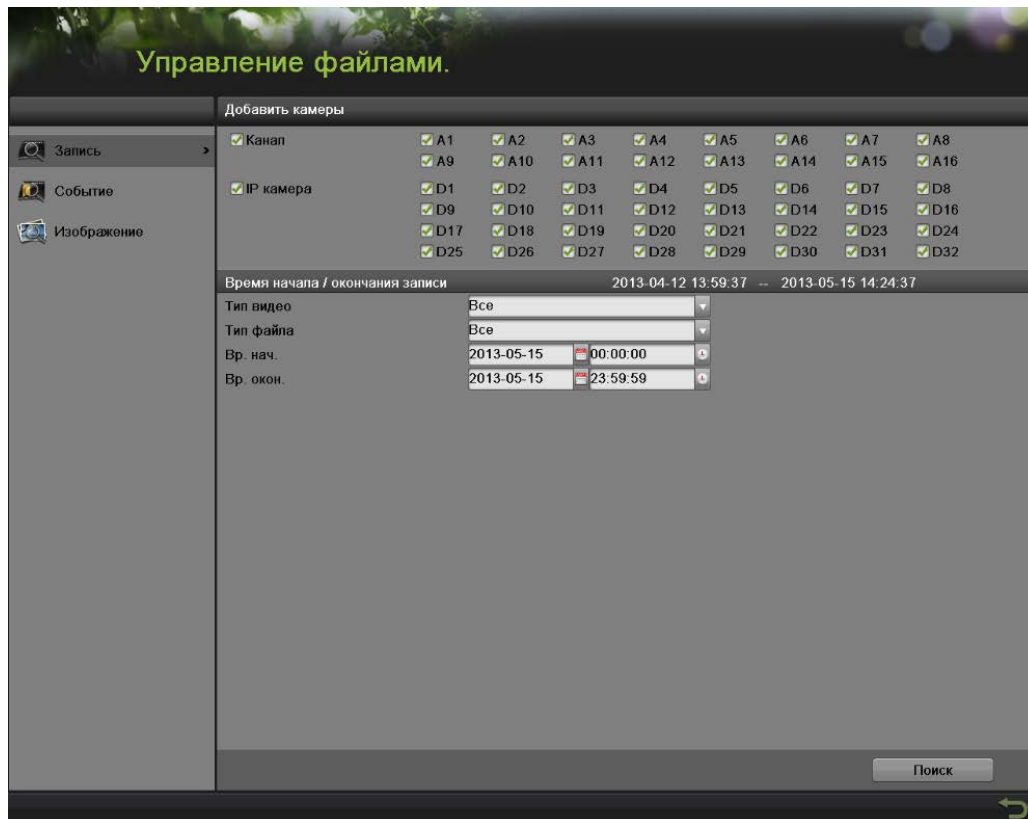 Управление файлами.
Добавить камеры
Запись
Событие
Изображение
Канал A1 A2 A3 A4 A5 A6 A7 A8
A9 A10 A11 A12 A13 A14 A15 A16
IP камера D1 D2 D3 D4 D5 D6 D7 D8
D9 D10 D11 D12 D13 D14 D15 D16
D17 D18 D19 D20 D21 D22 D23 D24
D25 D26 D27 D28 D29 D30 D31 D32
Время начала / окончания записи 2013-04-12 13:59:37 -- 2013-05-15 14:24:37
Тип видео Все
Тип файла Все
Вр. нач. 2013-05-15 00:00:00
Вр. окон. 2013-05-15 23:59:59
Поиск